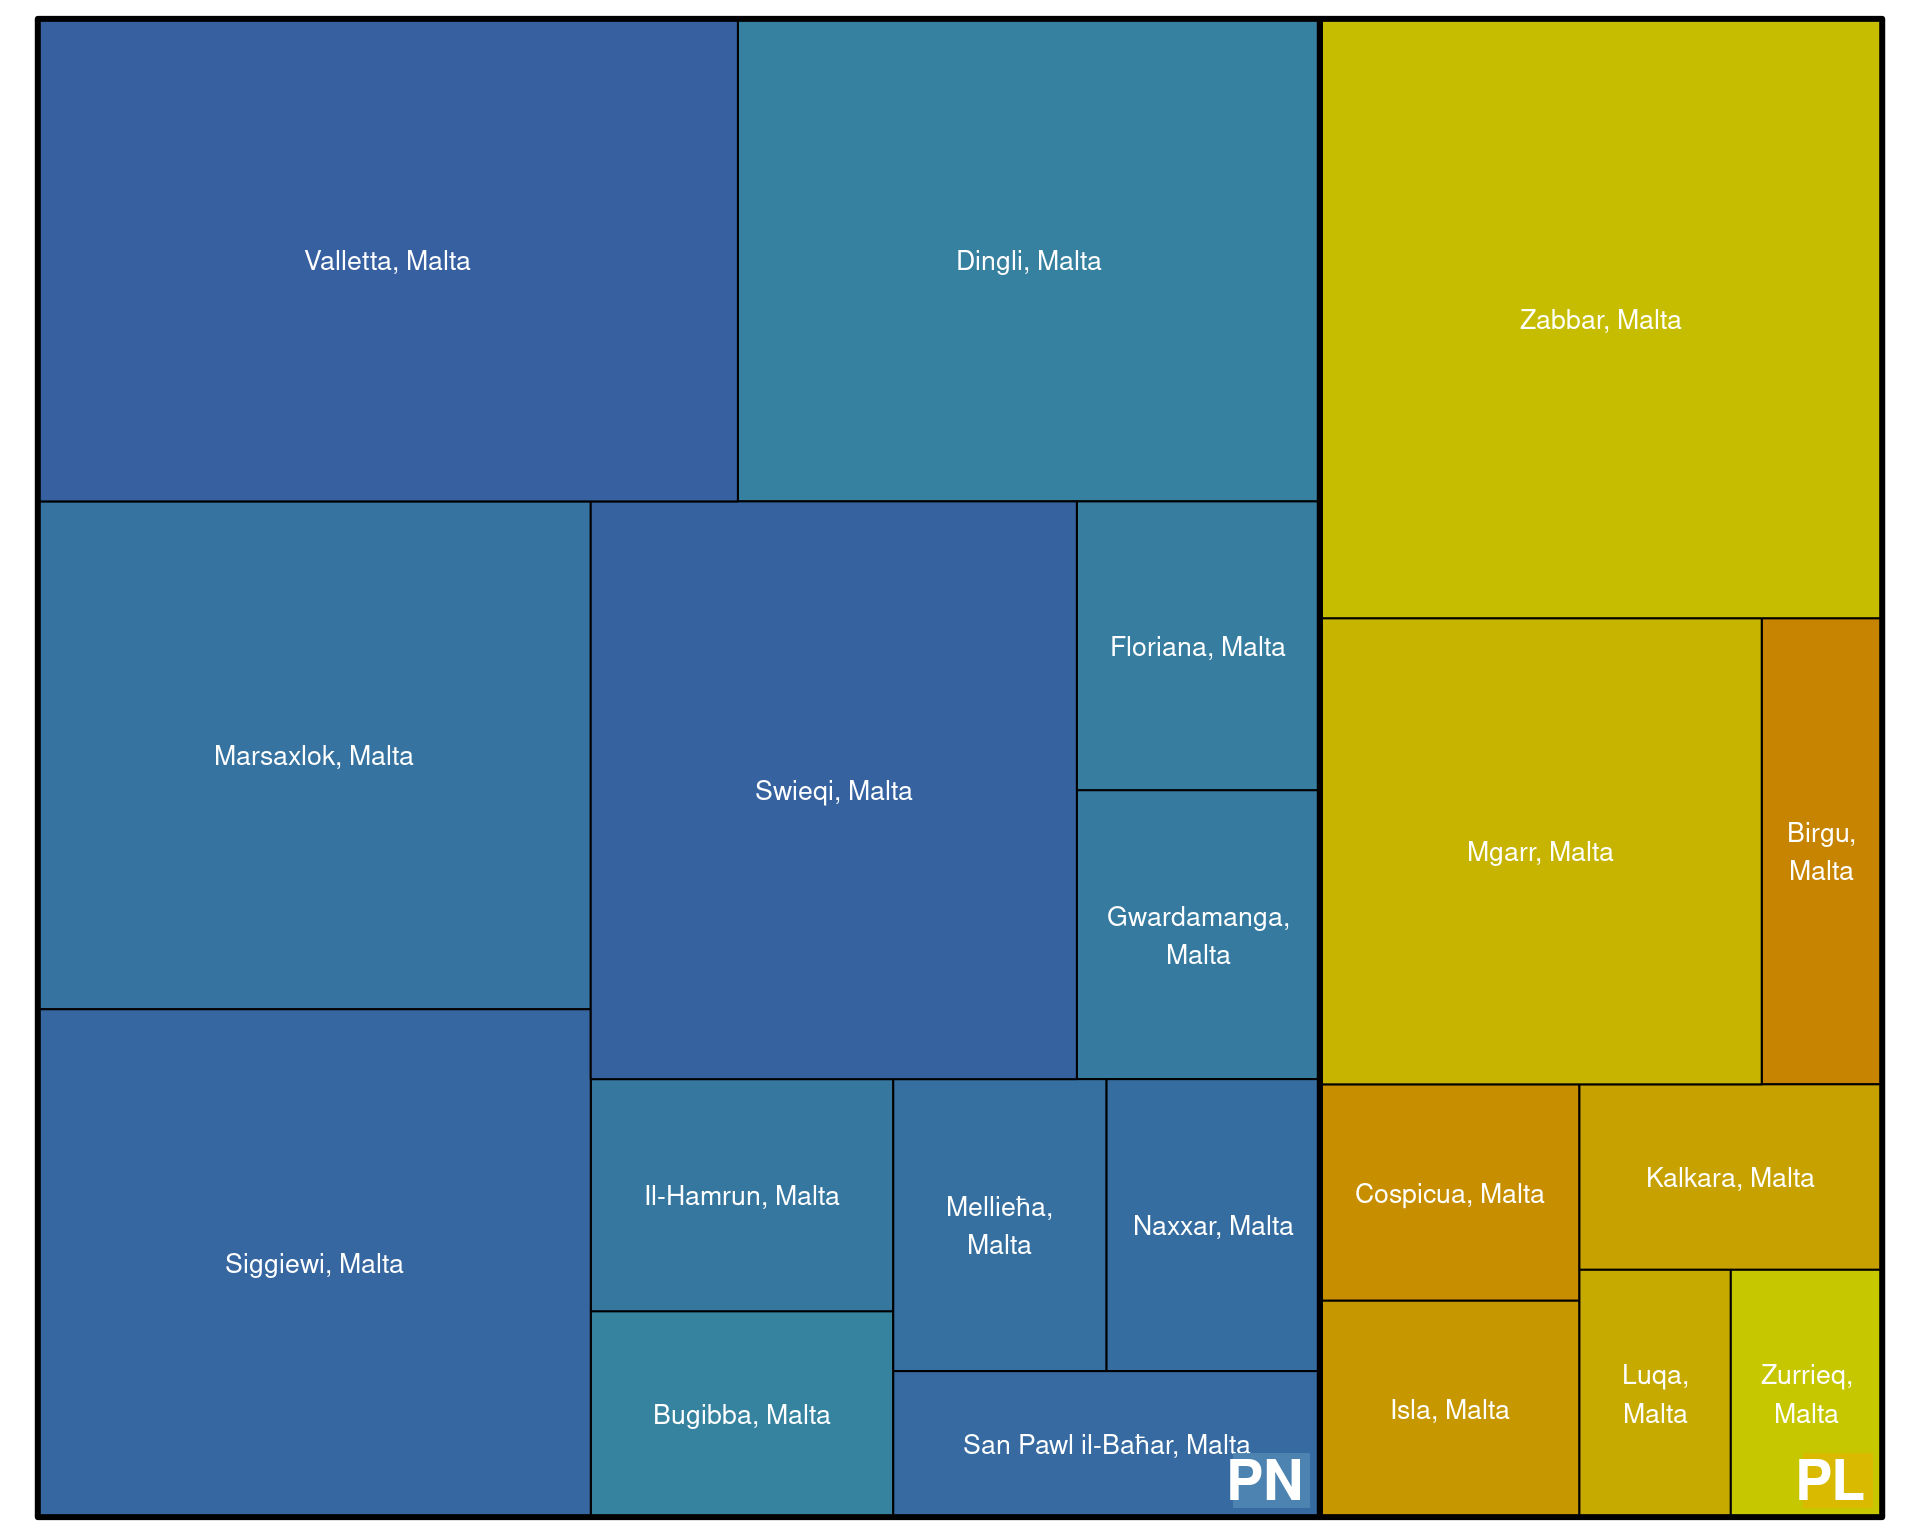 Valletta, Malta
Dingli, Malta
Zabbar, Malta
Marsaxlok, Malta
Swieqi, Malta
Floriana, Malta
Gwardamanga,
Malta
Mgarr, Malta
Birgu,
Malta
Siggiewi, Malta
Il-Hamrun, Malta
Mellieħa,
Malta
Naxxar, Malta
Bugibba, Malta
San Pawl il-Baħar, Malta
PN
Cospicua, Malta
Kalkara, Malta
Isla, Malta
Luqa,
Malta
Zurrieq,
Malta
PL